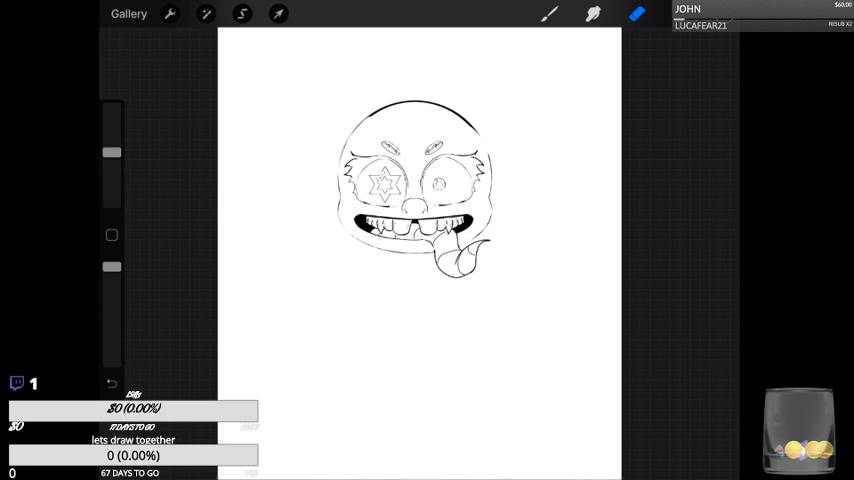 Gallery
JOHN
$60.00
LUCAFEAR21
RESUB X2
1
$0 (0.00%)
$0
17 DAYS TO GO
lets draw together
0 (0.00%)
0
67 DAYS TO GO
100